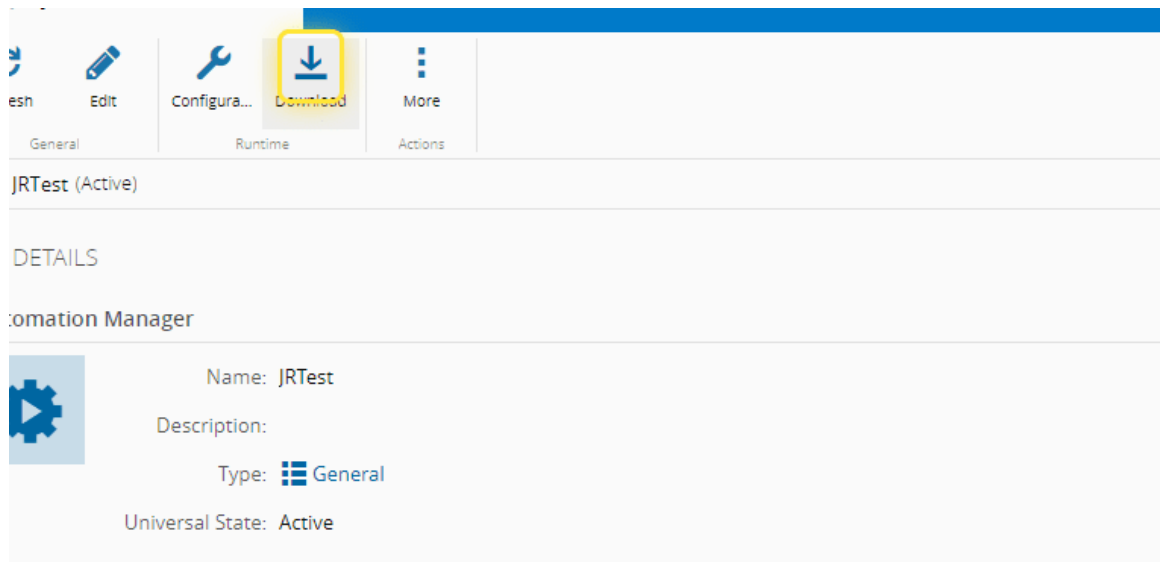 esh Edit Configura... Download More
General Runtime Actions
JRTest (Active)
DETAILS
tomation Manager
Name: JRTest
Description:
Type: General
Universal State: Active